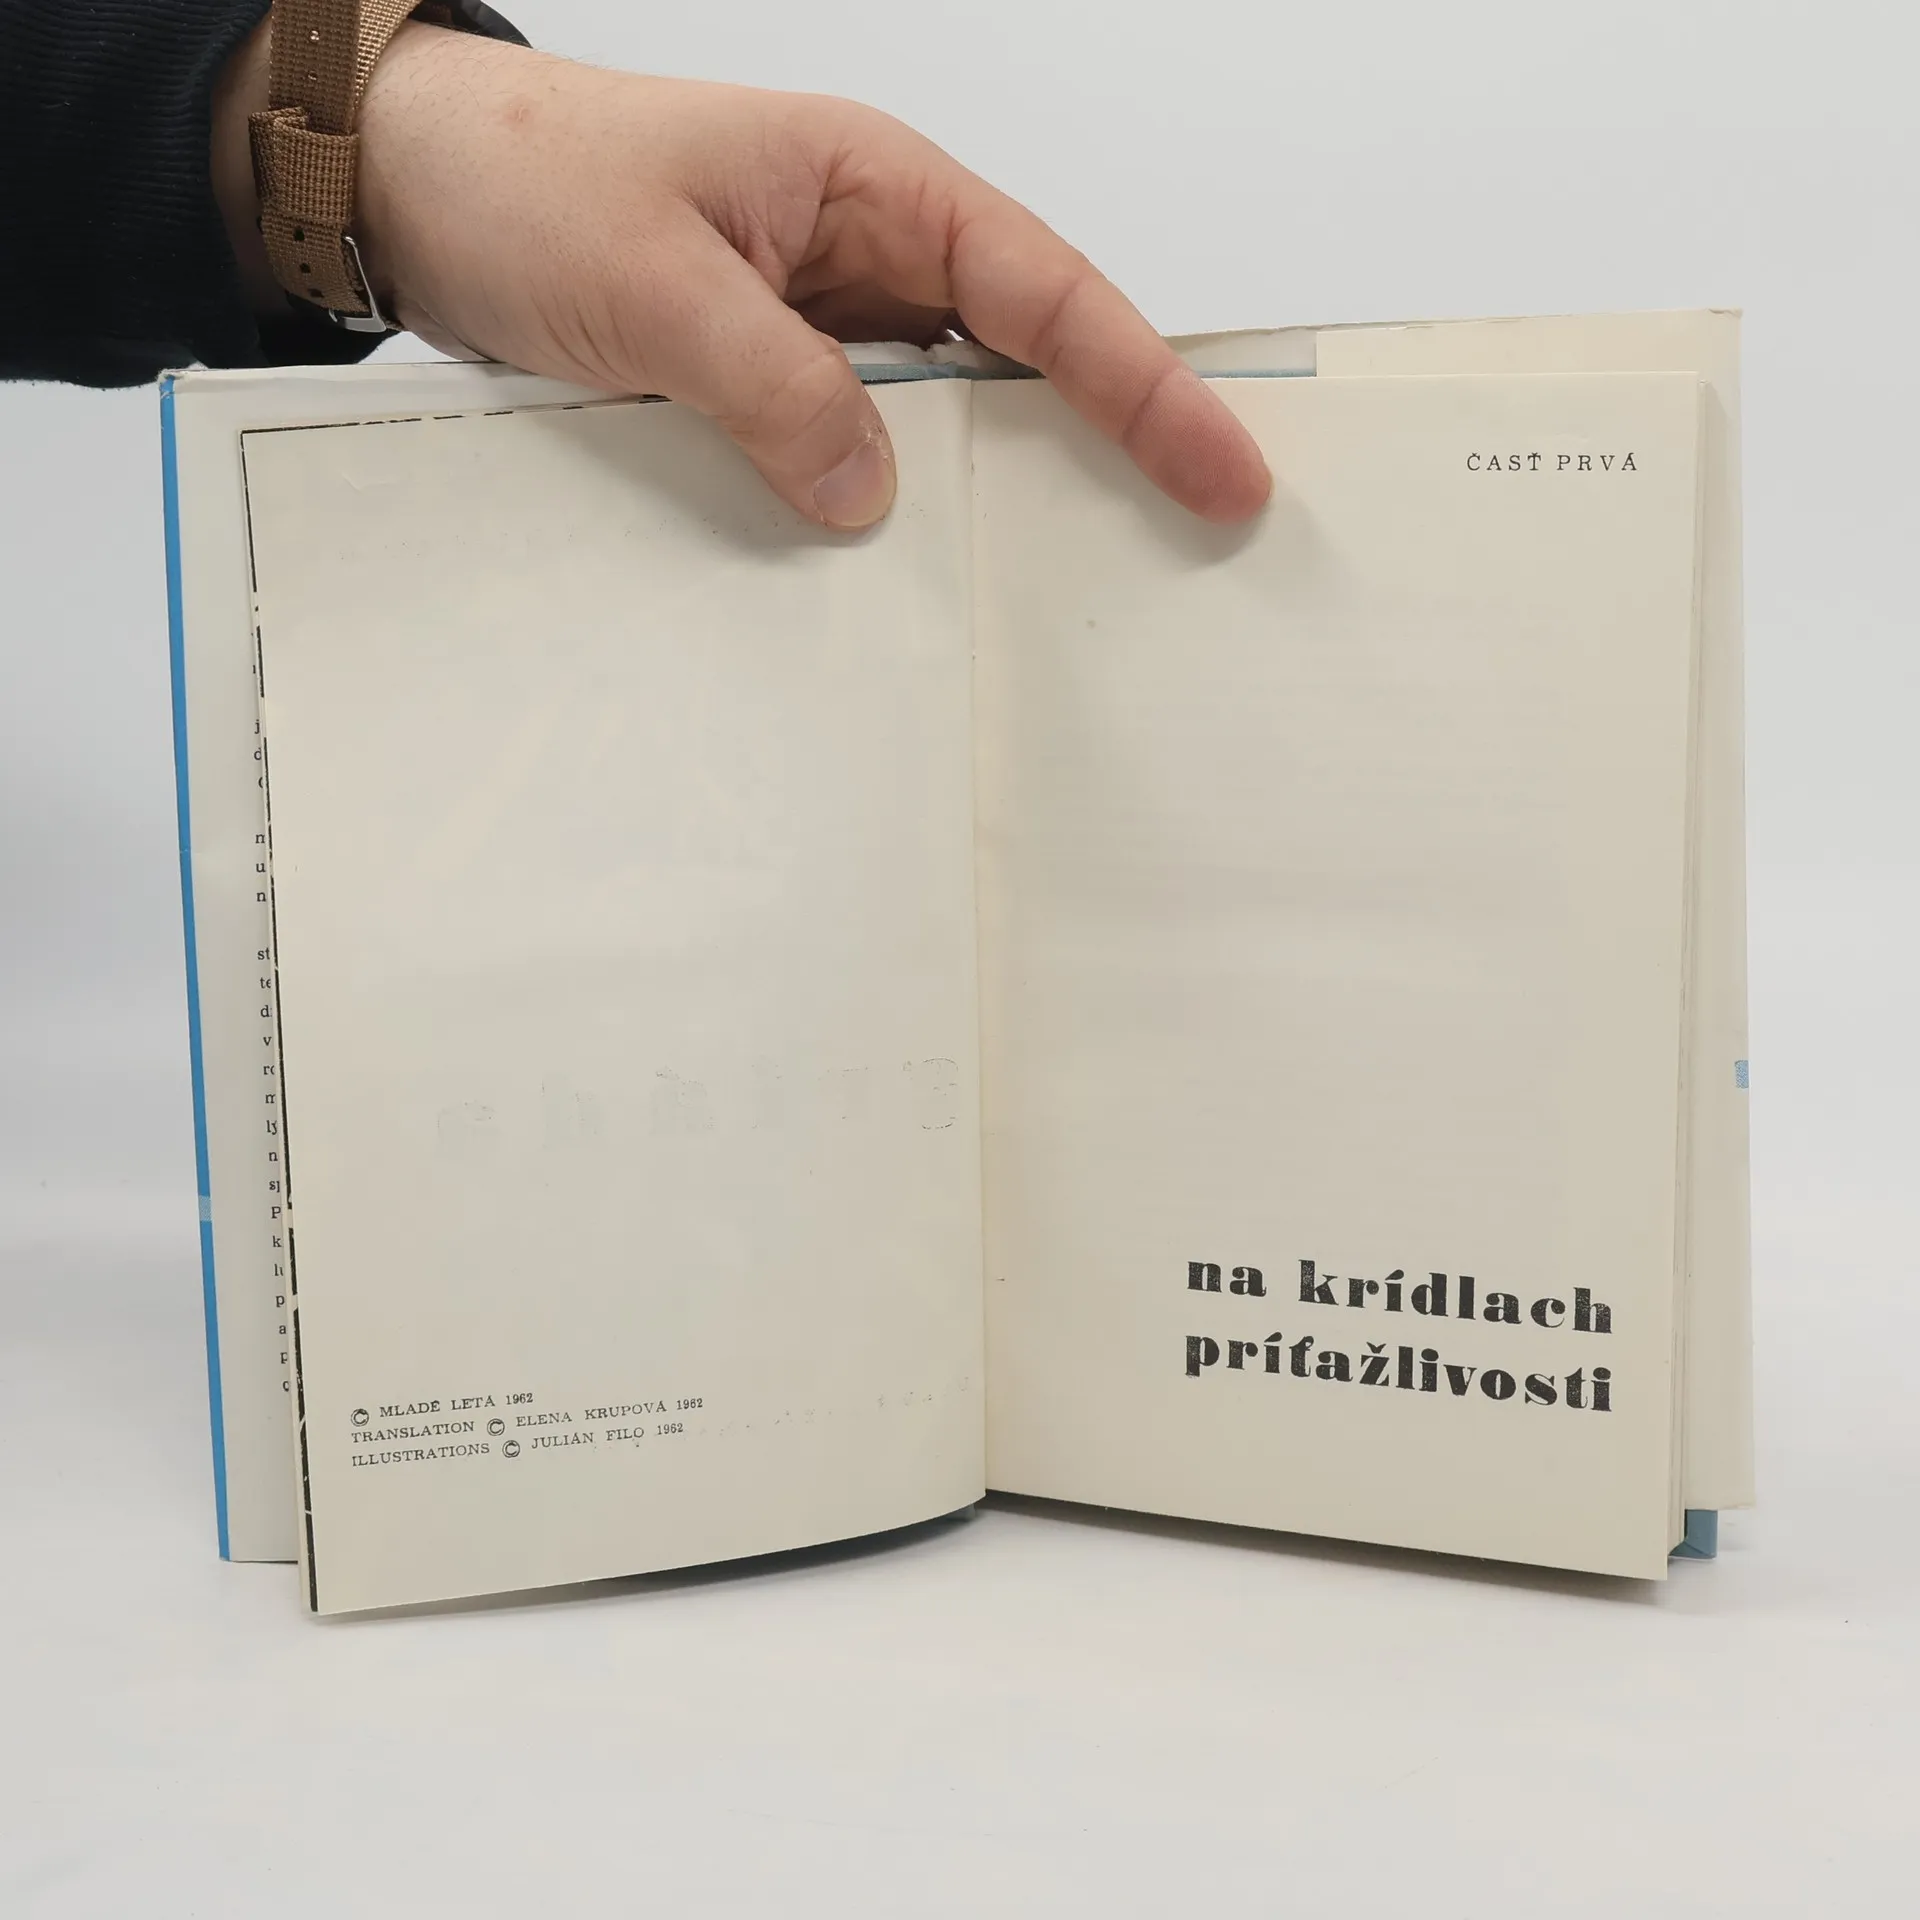 © MLADÉ LETÁ 1962
TRANSLATION © ELENA KRUPOVÁ 1962
ILLUSTRATIONS © JULIÁN FILO 1962
ČASŤ PRVÁ
na krídlach
príťažlivosti